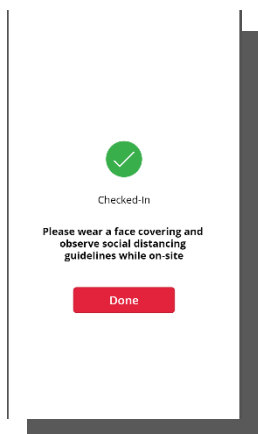 Checked-In
Please wear a face covering and
observe social distancing
guidelines while on-site
Done